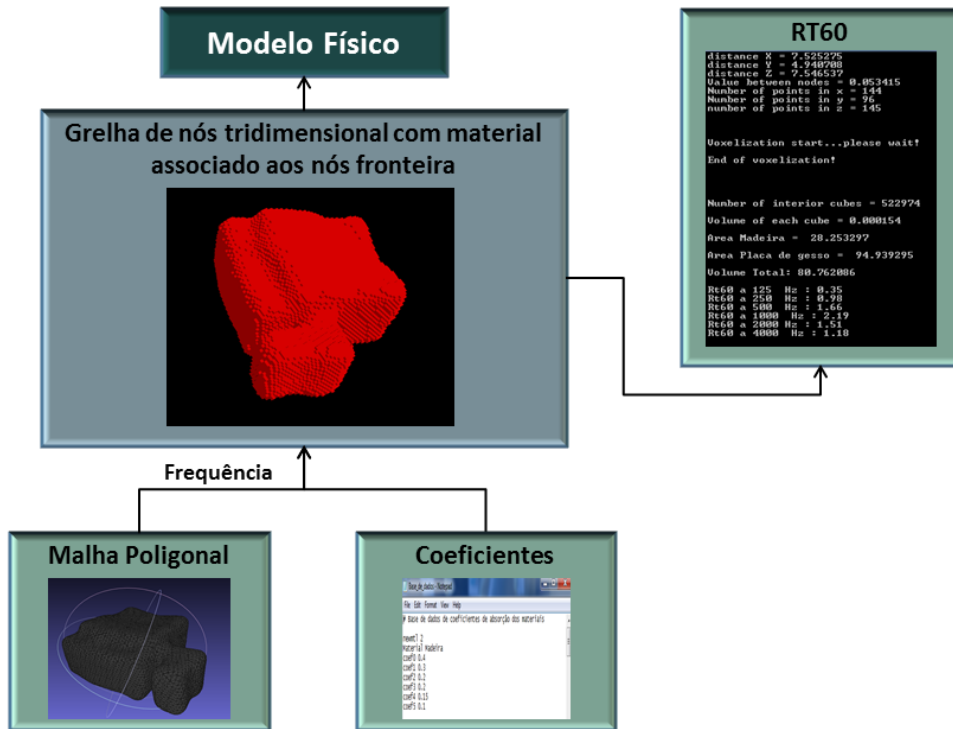 Modelo Físico
Grelha de nós tridimensional com material
associado aos nós fronteira
RT60
distance X = 7.525275
distance Y = 4.940708
distance Z = 7.546537
Value between nodes = 0.053415
Number of points in x = 144
Number of points in y = 96
number of points in z = 145
Voxelization start...please wait!
End of voxelization!
Number of interior cubes = 522974
Volume of each cube = 0.000154
Area Madeira =  28.253297
Area Placa de gesso =  94.939295
Volume Total: 80.762086
Rt60 a 125  Hz : 0.35
Rt60 a 250  Hz : 0.98
Rt60 a 500  Hz : 1.66
Rt60 a 1000  Hz : 2.19
Rt60 a 2000 Hz : 1.51
Rt60 a 4000  Hz : 1.18
Frequência
Malha Poligonal
Coeficientes
Base_de_dados - Notepad
File Edit Format View Help
# Base de dados de coeficientes de absorção dos materiais
newmtl 2
Material Madeira
coef0 0.4
coef1 0.3
coef2 0.2
coef3 0.2
coef4 0.15
coef5 0.1